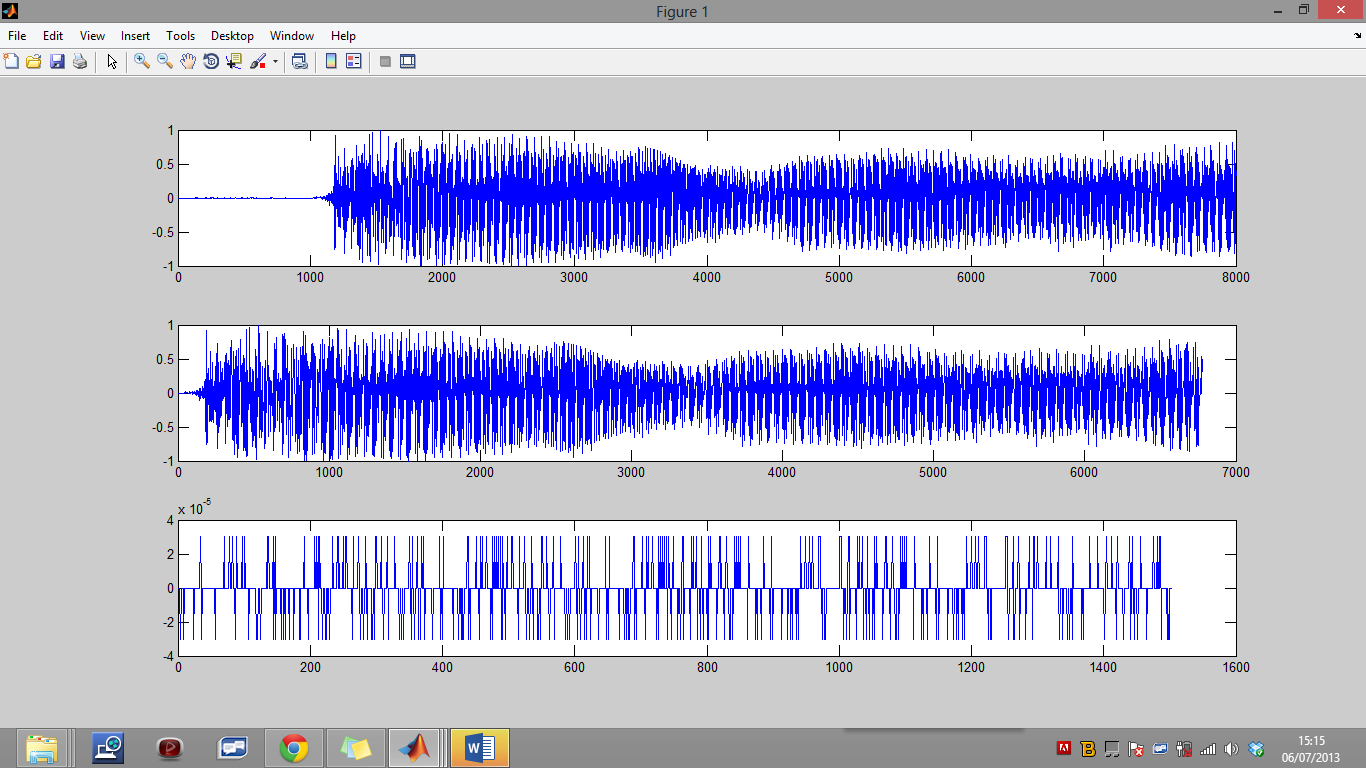 Figure 1
File Edit View Insert Tools Desktop Window Help
1
0.5
0
-0.5
-1
0 1000 2000 3000 4000 5000 6000 7000 8000
1
0.5
0
-0.5
-1
0 1000 2000 3000 4000 5000 6000 7000
x 10-5
4
2
0
-2
-4
0 200 400 600 800 1000 1200 1400 1600
15:15
06/07/2013